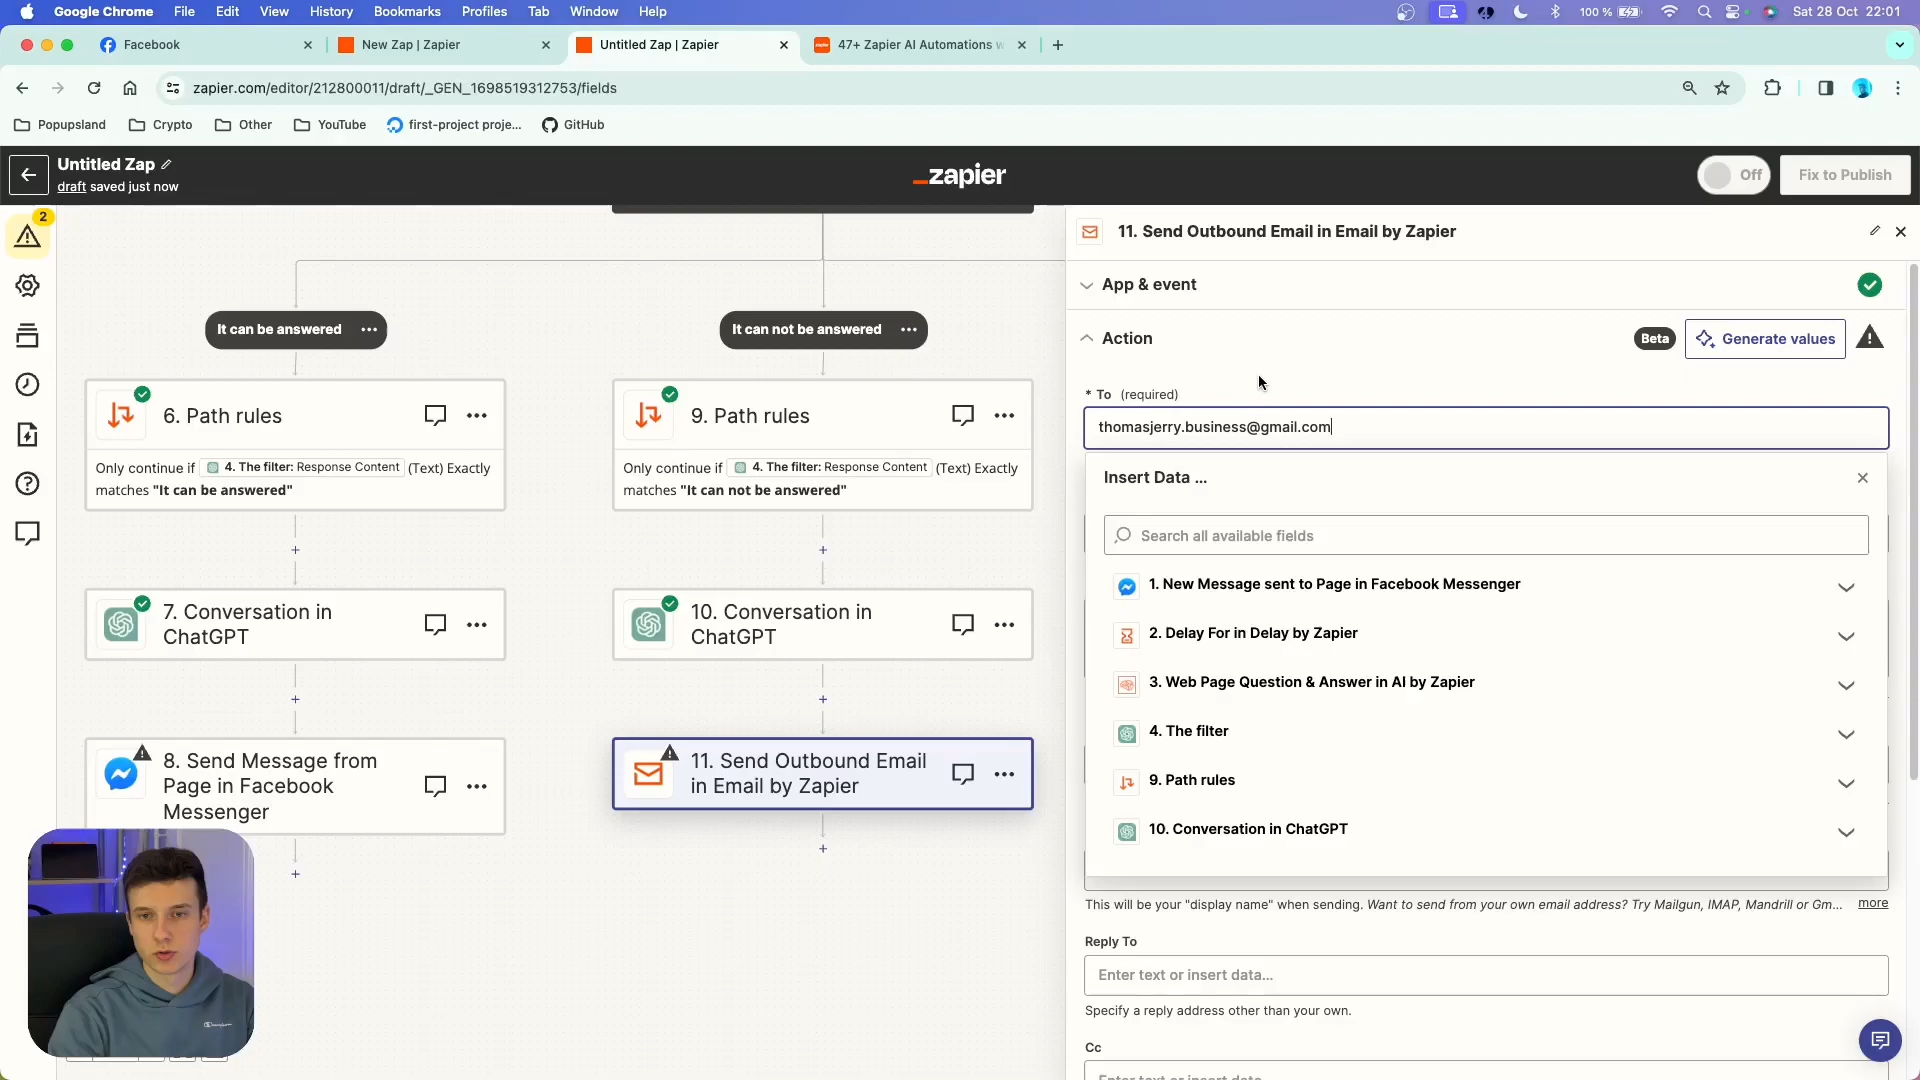 Google Chrome File Edit View History Bookmarks Profiles Tab Window Help 100 % Sat 28 Oct 22:01
Facebook New Zap | Zapier Untitled Zap | Zapier 47+ Zapier AI Automations
zapier.com/editor/212800011/draft/_GEN_1698519312753/fields
Popupsland Crypto Other YouTube first-project proje... GitHub
Untitled Zap
draft saved just now
_zapier
Off
Fix to Publish
2
It can be answered
It can not be answered
6. Path rules
Only continue if 4. The filter: Response Content (Text) Exactly
matches "It can be answered"
7. Conversation in
ChatGPT
8. Send Message from
Page in Facebook
Messenger
9. Path rules
Only continue if 4. The filter: Response Content (Text) Exactly
matches "It can not be answered"
10. Conversation in
ChatGPT
11. Send Outbound Email
in Email by Zapier
11. Send Outbound Email in Email by Zapier
App & event
Action
Beta
Generate values
* To (required)
thomasjerry.business@gmail.com
Insert Data ...
Search all available fields
1. New Message sent to Page in Facebook Messenger
2. Delay For in Delay by Zapier
3. Web Page Question & Answer in AI by Zapier
4. The filter
9. Path rules
10. Conversation in ChatGPT
This will be your "display name" when sending. Want to send from your own email address? Try Mailgun, IMAP, Mandrill or Gm... more
Reply To
Enter text or insert data...
Specify a reply address other than your own.
Cc
Enter text or insert data...